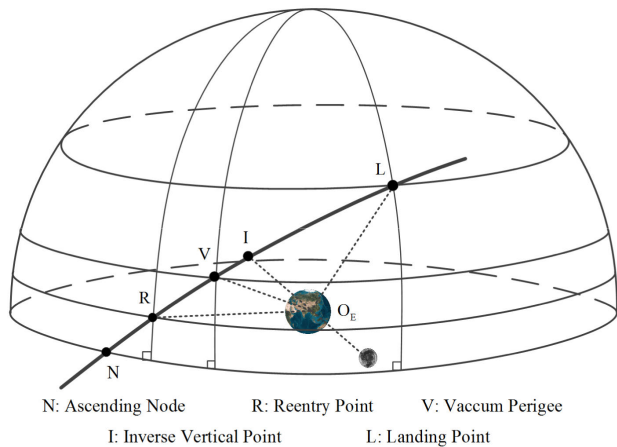 L
I
V
R
O_E
N
N: Ascending Node R: Reentry Point V: Vaccum Perigee
I: Inverse Vertical Point L: Landing Point